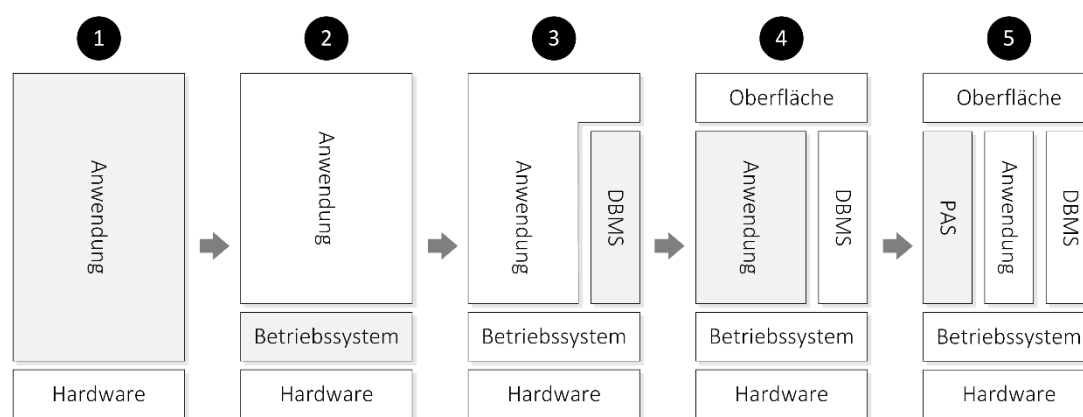 1
2
3
4
5
Anwendung
Hardware
Anwendung
Betriebssystem
Hardware
Anwendung
DBMS
Betriebssystem
Hardware
Oberfläche
Anwendung
DBMS
Betriebssystem
Hardware
Oberfläche
PAS
Anwendung
DBMS
Betriebssystem
Hardware